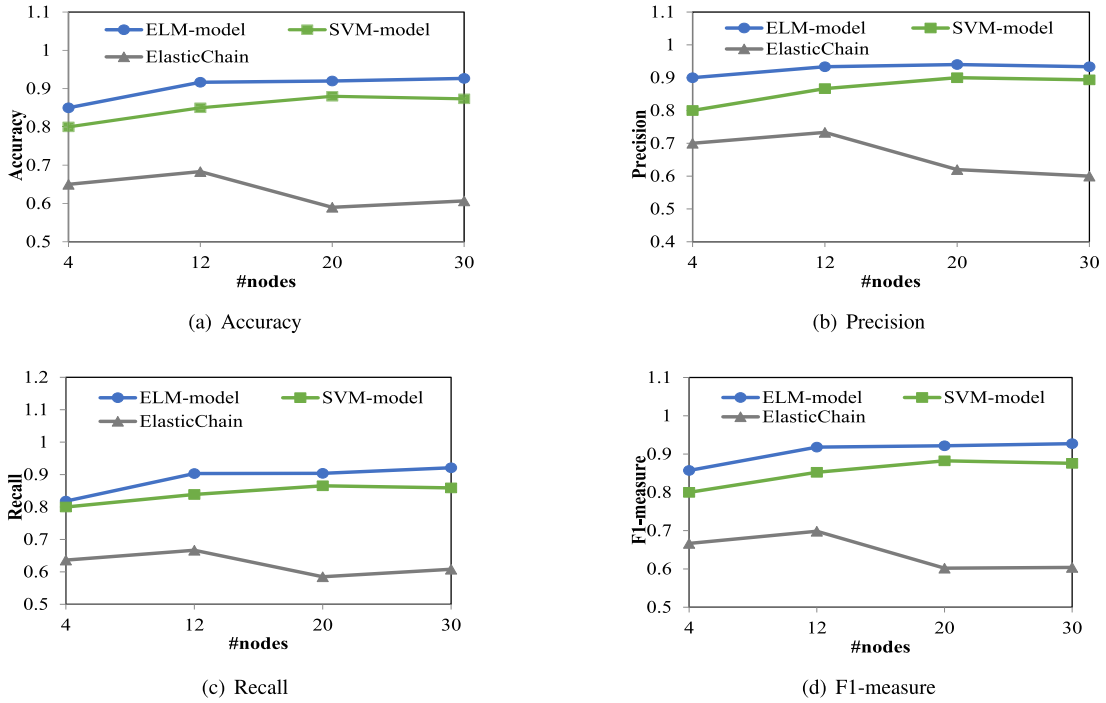 1.1
1
0.9
0.8
0.7
0.6
0.5
Accuracy
ELM-model SVM-model
ElasticChain
4 12 20 30
#nodes
(a) Accuracy
1.1
1
0.9
0.8
0.7
0.6
0.5
0.4
Precision
ELM-model SVM-model
ElasticChain
4 12 20 30
#nodes
(b) Precision
1.2
1.1
1
0.9
0.8
0.7
0.6
0.5
Recall
ELM-model SVM-model
ElasticChain
4 12 20 30
#nodes
(c) Recall
1.1
1
0.9
0.8
0.7
0.6
0.5
F1-measure
ELM-model SVM-model
ElasticChain
4 12 20 30
#nodes
(d) F1-measure